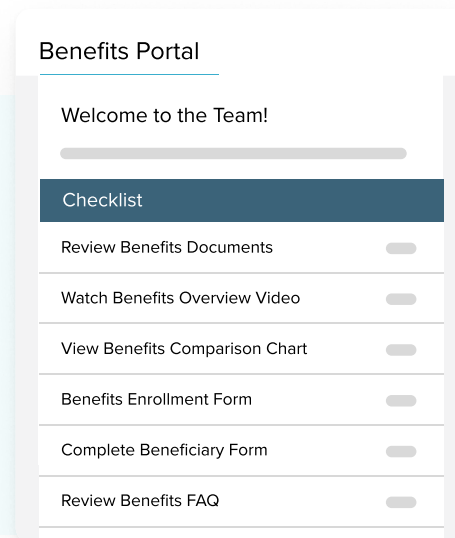 Benefits Portal
Welcome to the Team!
Checklist
Review Benefits Documents
Watch Benefits Overview Video
View Benefits Comparison Chart
Benefits Enrollment Form
Complete Beneficiary Form
Review Benefits FAQ